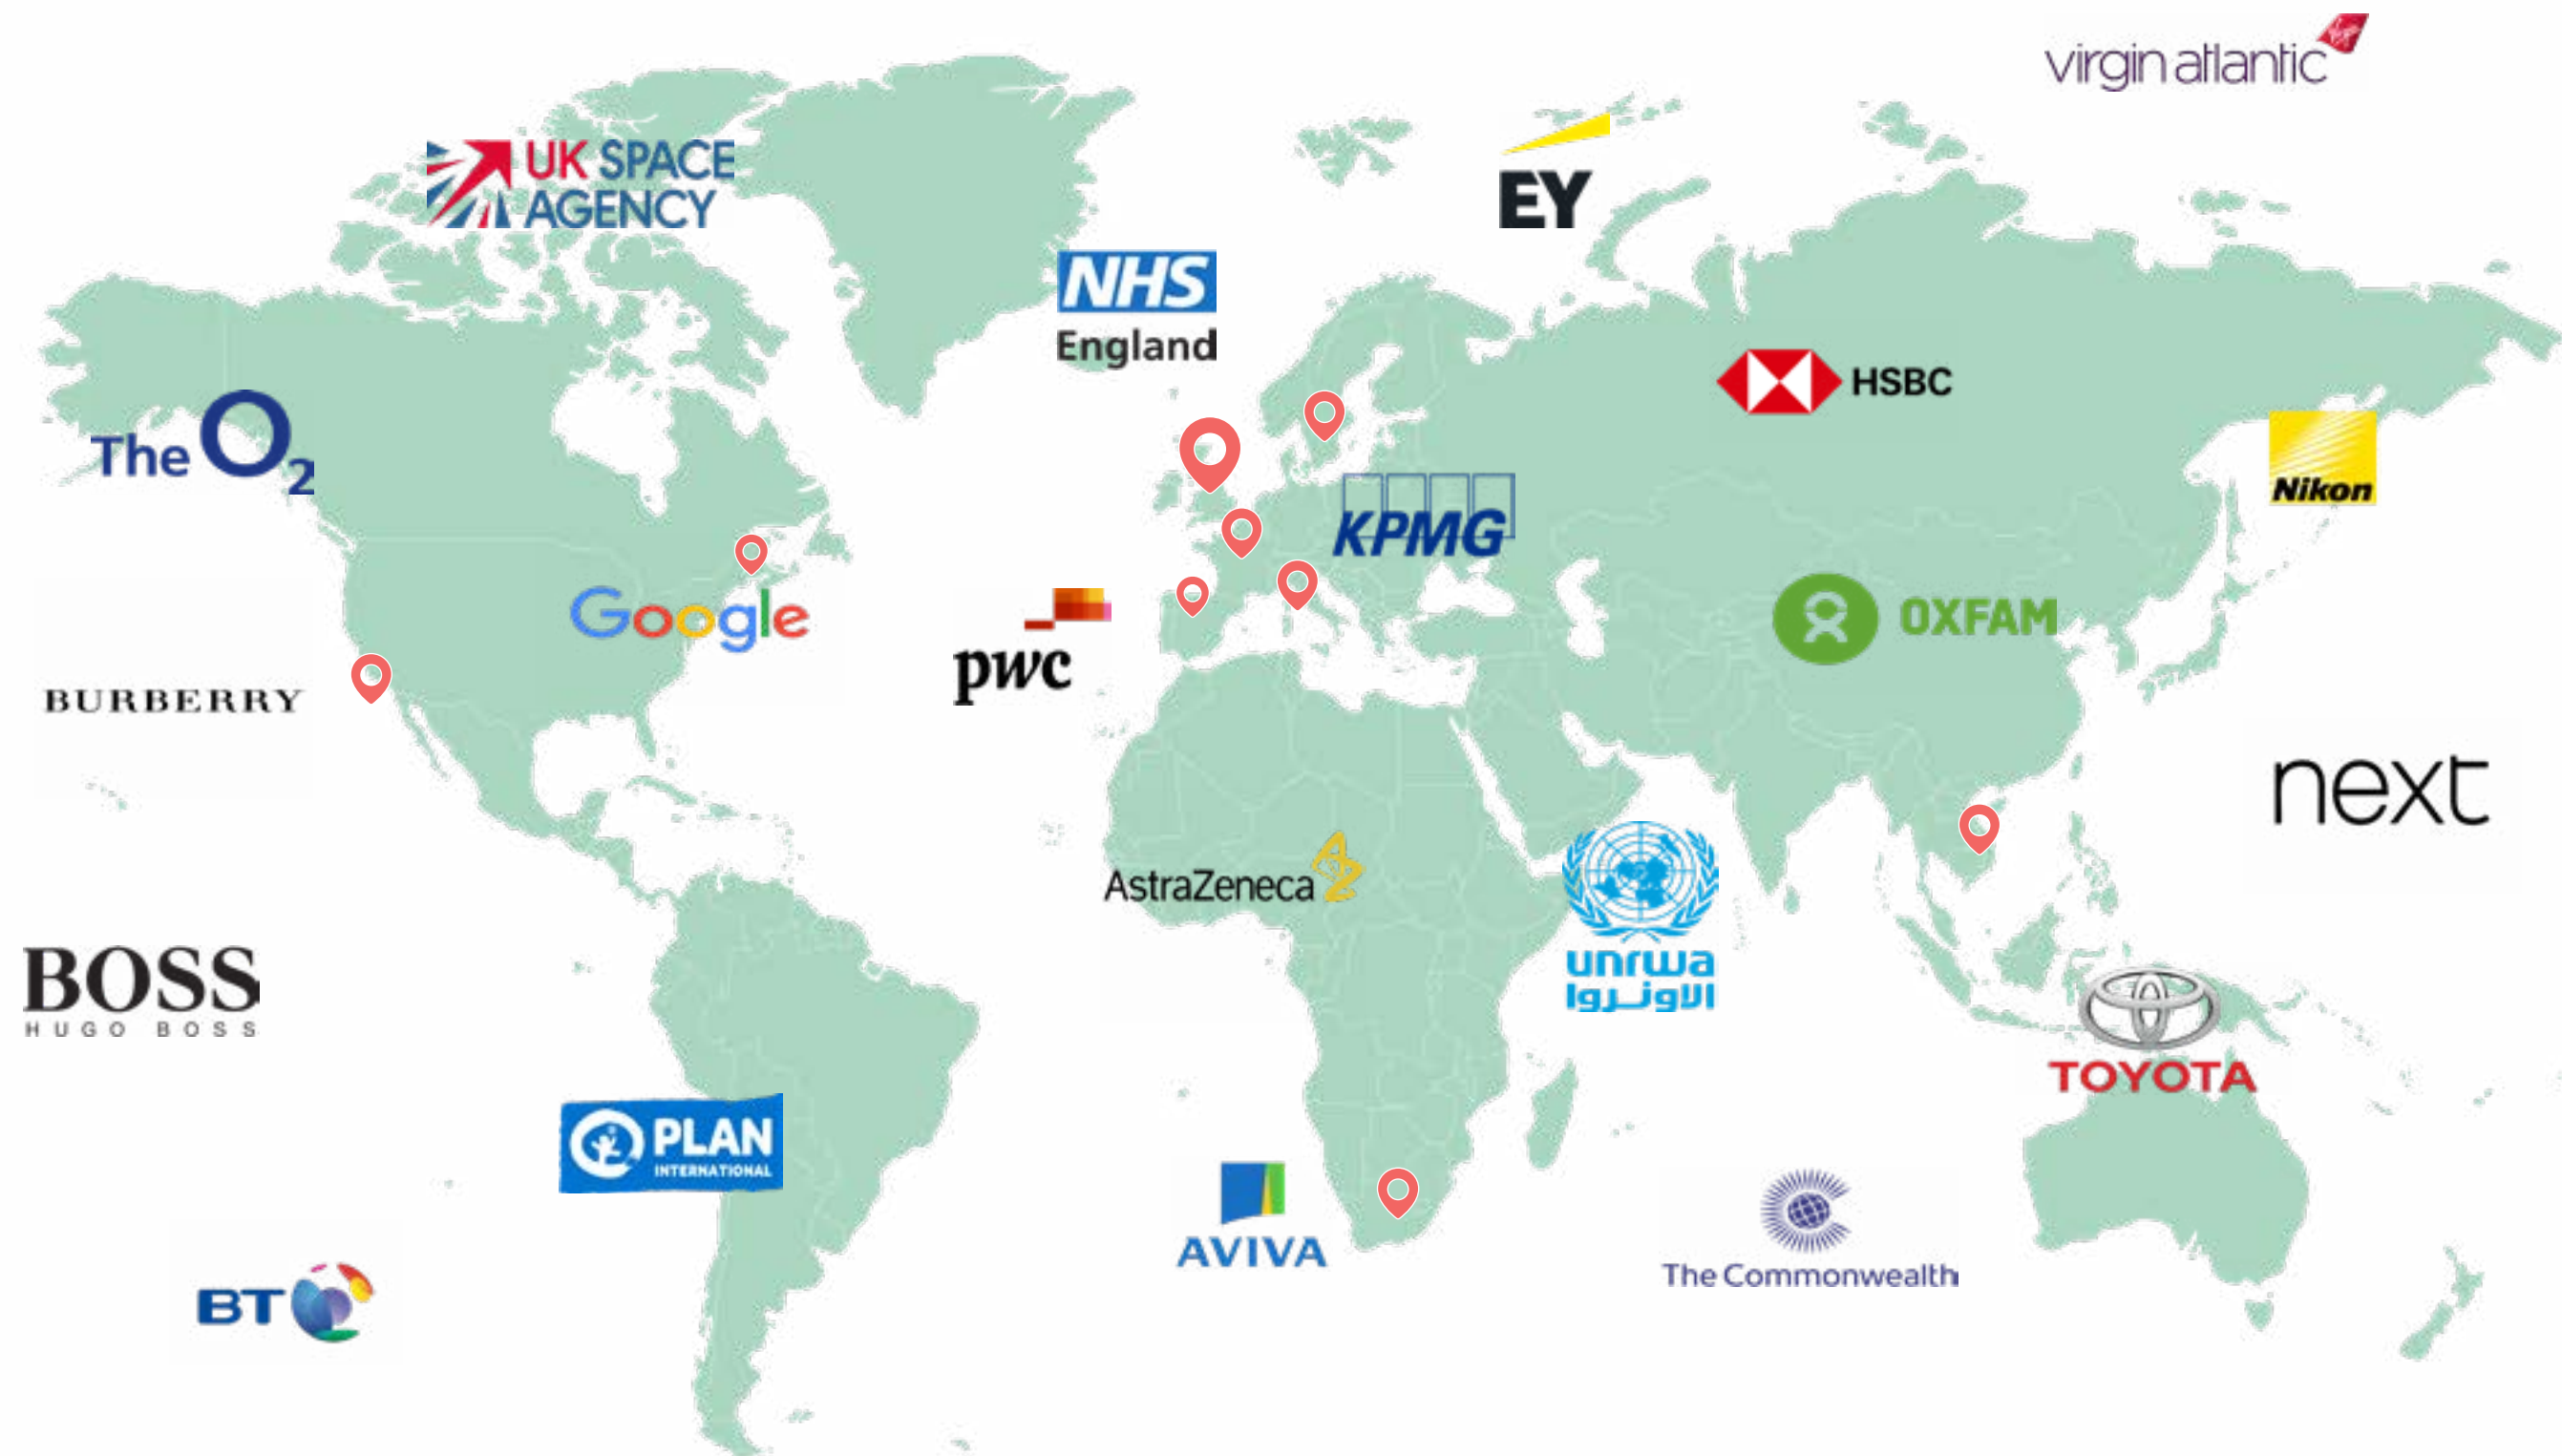 virgin atlantic
UK SPACE
AGENCY
EY
NHS
England
HSBC
The O2
Nikon
KPMG
Google
OXFAM
pwc
BURBERRY
next
AstraZeneca
unrwa
الاونروا
BOSS
HUGO BOSS
TOYOTA
PLAN
INTERNATIONAL
AVIVA
The Commonwealth
BT